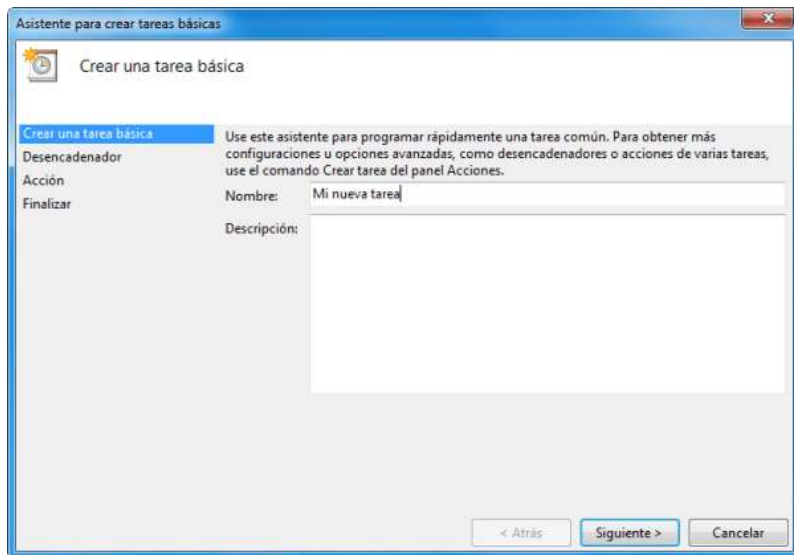 Asistente para crear tareas básicas
Crear una tarea básica
Crear una tarea básica
Desencadenador
Acción
Finalizar
Use este asistente para programar rápidamente una tarea común. Para obtener más
configuraciones u opciones avanzadas, como desencadenadores o acciones de varias tareas,
use el comando Crear tarea del panel Acciones.
Nombre: Mi nueva tarea
Descripción:
< Atrás Siguiente > Cancelar